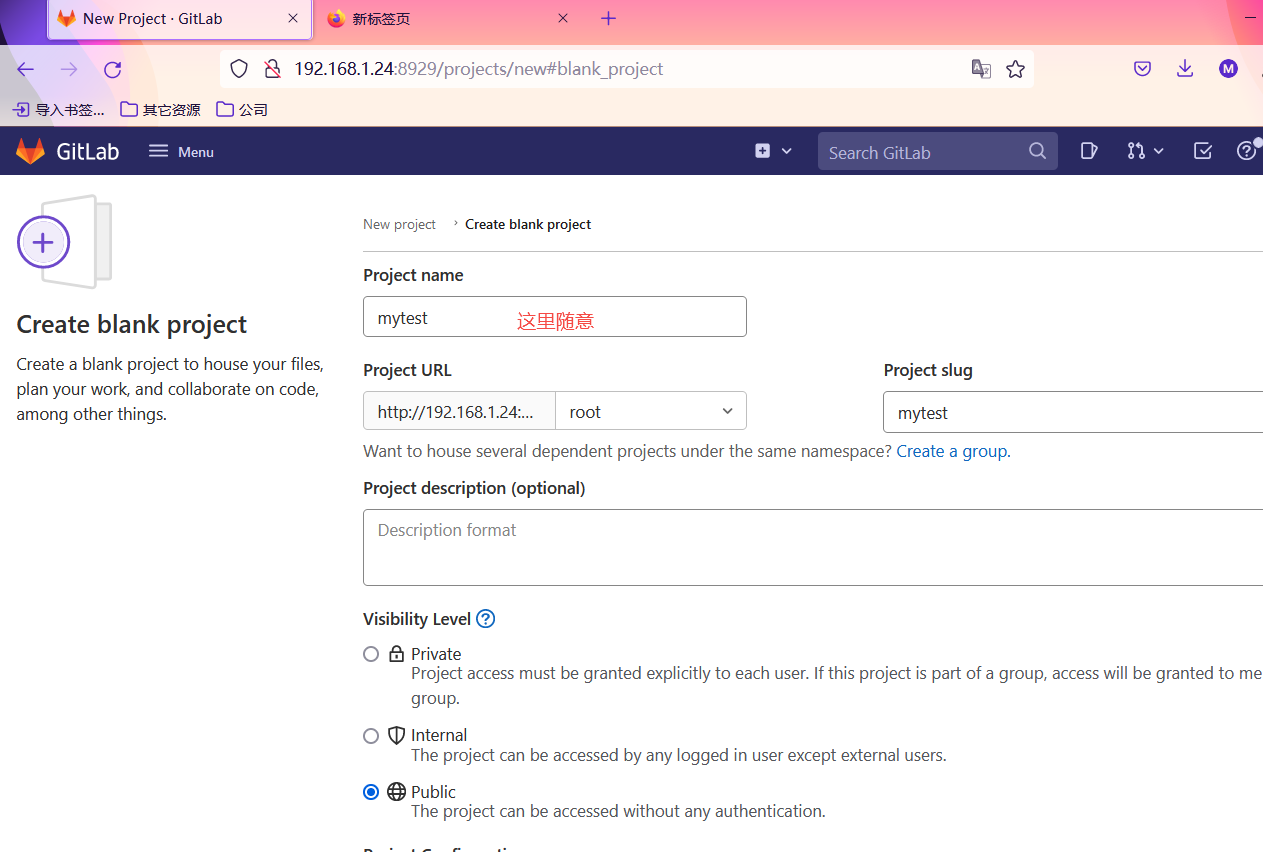 New Project · GitLab
新标签页
192.168.1.24:8929/projects/new#blank_project
M
导入书签...
其它资源
公司
GitLab
Menu
Search GitLab
New project
Create blank project
Project name
mytest
这里随意
Create blank project
Create a blank project to house your files,
plan your work, and collaborate on code,
among other things.
Project URL
Project slug
http://192.168.1.24:...
root
mytest
Want to house several dependent projects under the same namespace? Create a group.
Project description (optional)
Description format
Visibility Level
Private
Project access must be granted explicitly to each user. If this project is part of a group, access will be granted to me
group.
Internal
The project can be accessed by any logged in user except external users.
Public
The project can be accessed without any authentication.